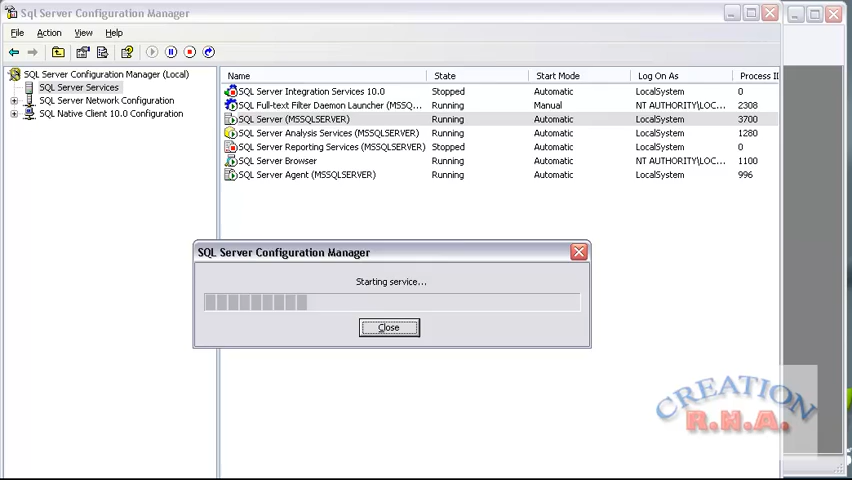 Sql Server Configuration Manager
File Action View Help
SQL Server Configuration Manager (Local)
SQL Server Services
SQL Server Network Configuration
SQL Native Client 10.0 Configuration
Name State Start Mode Log On As Process ID
SQL Server Integration Services 10.0 Stopped Automatic LocalSystem 0
SQL Full-text Filter Daemon Launcher (MSSQ... Running Manual NT AUTHORITY\LOC... 2308
SQL Server (MSSQLSERVER) Running Automatic LocalSystem 3700
SQL Server Analysis Services (MSSQLSERVER) Running Automatic LocalSystem 1280
SQL Server Reporting Services (MSSQLSERVER) Stopped Automatic LocalSystem 0
SQL Server Browser Running Automatic NT AUTHORITY\LOC... 1100
SQL Server Agent (MSSQLSERVER) Running Automatic LocalSystem 996
SQL Server Configuration Manager
Starting service...
Close
CREATION
R.H.A.